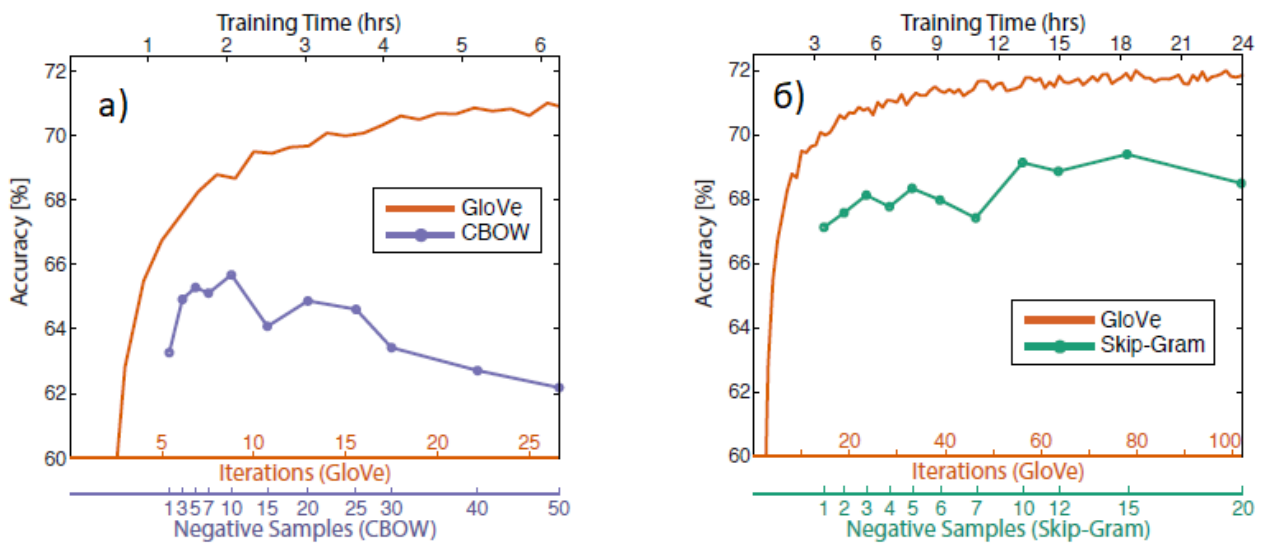 Training Time (hrs)
1 2 3 4 5 6
72
70
68
66
64
62
60
Accuracy [%]
а)
GloVe
CBOW
5 10 15 20 25
Iterations (GloVe)
1 3 5 7 10 15 20 25 30 40 50
Negative Samples (CBOW)
Training Time (hrs)
3 6 9 12 15 18 21 24
72
70
68
66
64
62
60
Accuracy [%]
б)
GloVe
Skip-Gram
20 40 60 80 100
Iterations (GloVe)
1 2 3 4 5 6 7 10 12 15 20
Negative Samples (Skip-Gram)